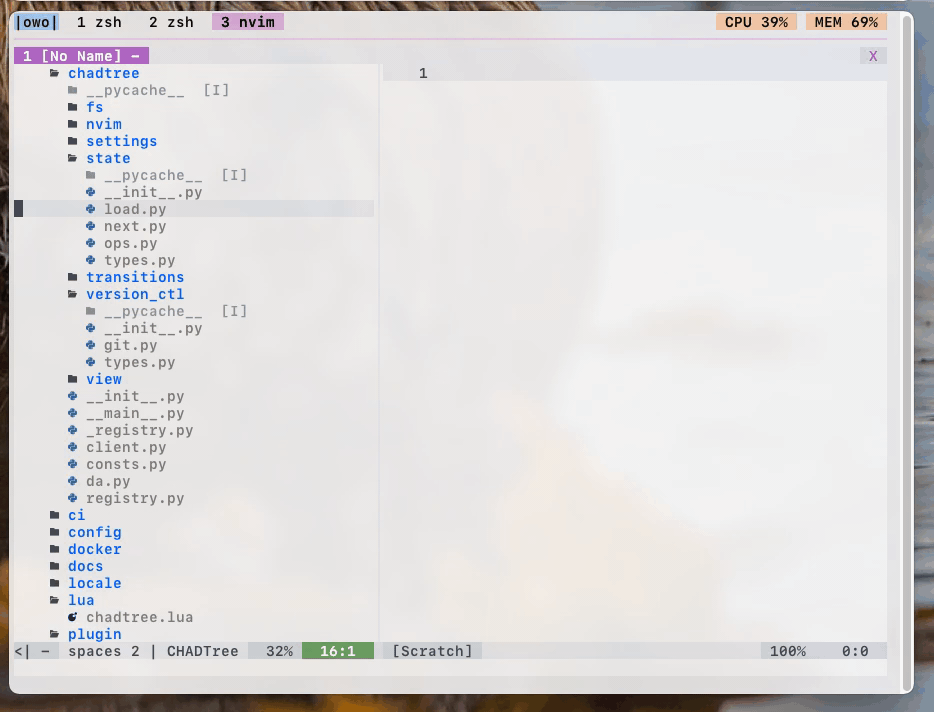 |owo| 1 zsh 2 zsh 3 nvim CPU 39% MEM 69%
1 [No Name] – X
chadtree 1
__pycache__ [I]
fs
nvim
settings
state
__pycache__ [I]
__init__.py
load.py
next.py
ops.py
types.py
transitions
version_ctl
__pycache__ [I]
__init__.py
git.py
types.py
view
__init__.py
__main__.py
_registry.py
client.py
consts.py
da.py
registry.py
ci
config
docker
docs
locale
lua
chadtree.lua
plugin
<| – spaces 2 | CHADTree 32% 16:1 [Scratch] 100% 0:0